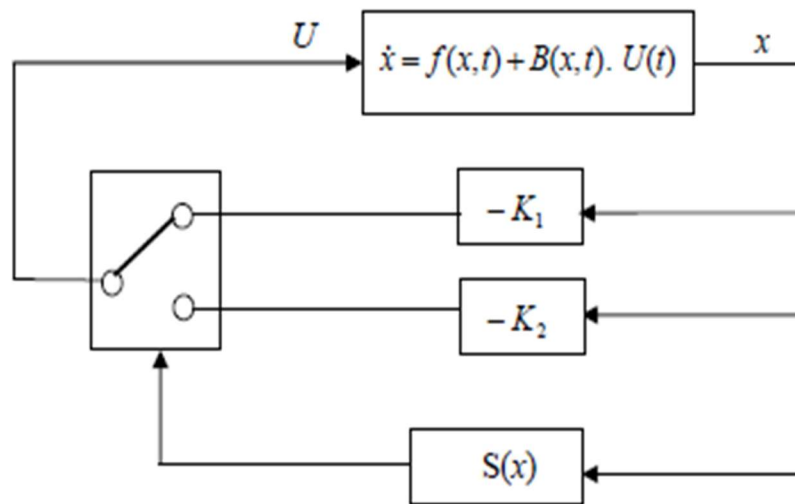 U
ẋ = f(x,t) + B(x,t). U(t)
x
−K₁
−K₂
S(x)